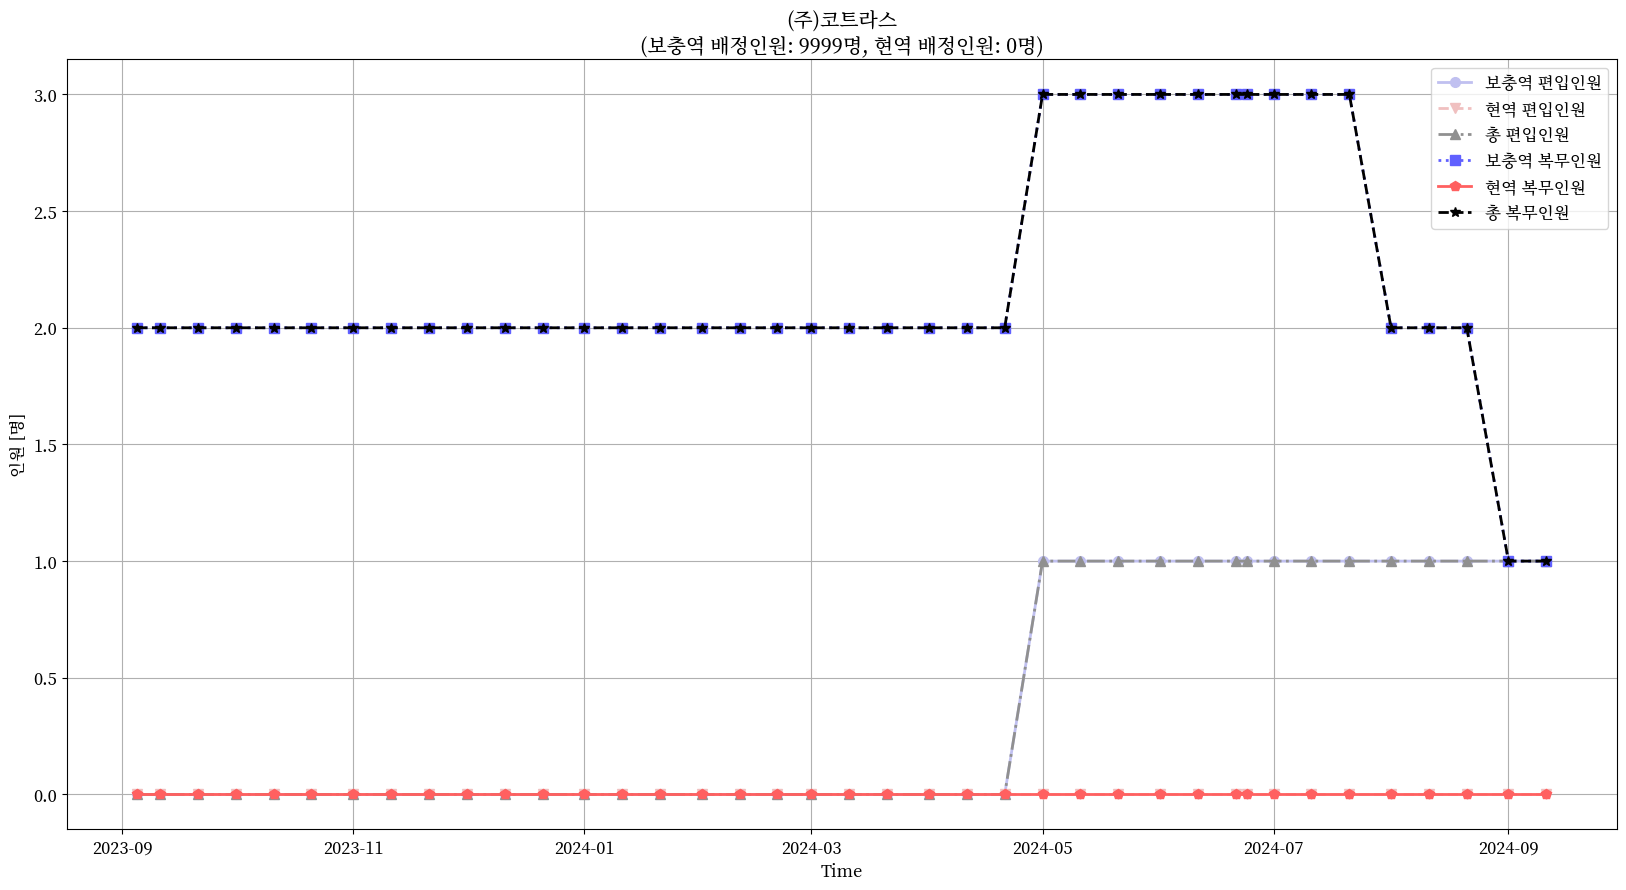 (주)코트라스
(보충역 배정인원: 9999명, 현역 배정인원: 0명)
보충역 편입인원
현역 편입인원
총 편입인원
보충역 복무인원
현역 복무인원
총 복무인원
인원 [명]
3.0
2.5
2.0
1.5
1.0
0.5
0.0
2023-09
2023-11
2024-01
2024-03
2024-05
2024-07
2024-09
Time